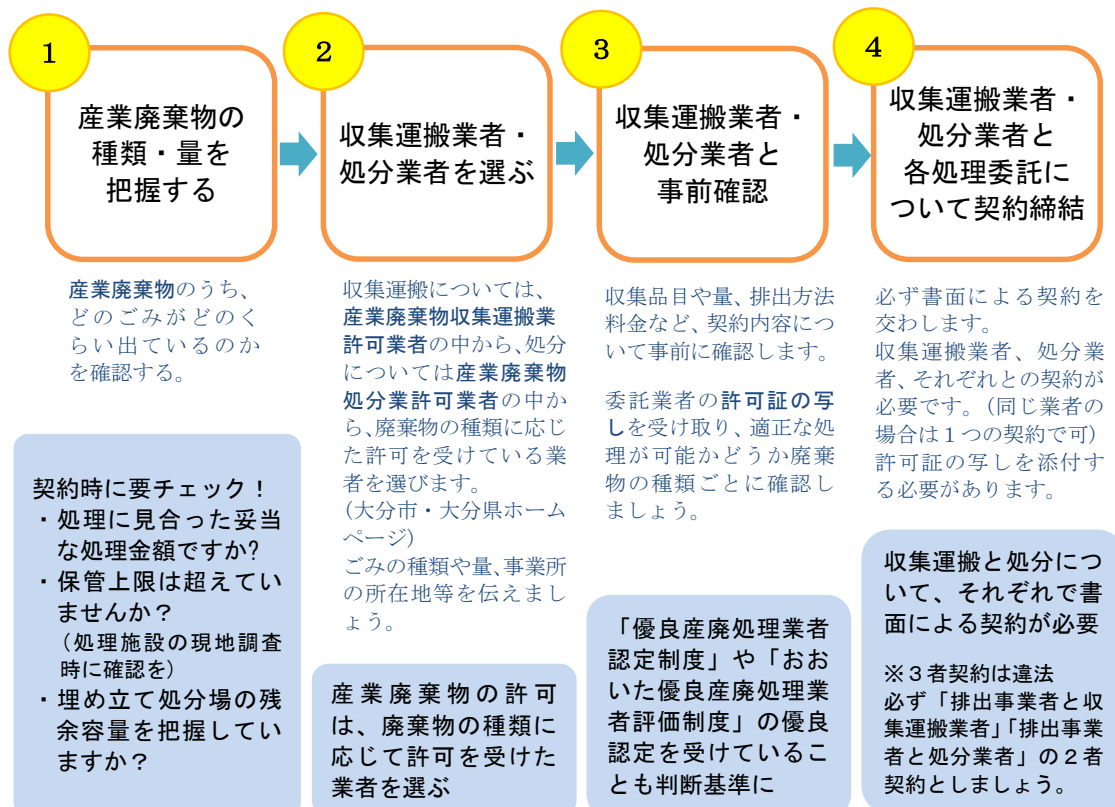 1
産業廃棄物の
種類・量を
把握する
産業廃棄物のうち、
どのごみがどのく
らい出ているのか
を確認する。
契約時に要チェック！
・処理に見合った妥当
な処理金額ですか?
・保管上限は超えてい
ませんか？
（処理施設の現地調査
時に確認を）
・埋め立て処分場の残
余容量を把握してい
ますか？
2
収集運搬業者・
処分業者を選ぶ
収集運搬については、
産業廃棄物収集運搬業
許可業者の中から、処分
については産業廃棄物
処分業許可業者の中か
ら、廃棄物の種類に応じ
た許可を受けている業
者を選びます。
(大分市・大分県ホーム
ページ)
ごみの種類や量、事業所
の所在地等を伝えまし
ょう。
産業廃棄物の許可
は、廃棄物の種類に
応じて許可を受けた
業者を選ぶ
3
収集運搬業者・
処分業者と
事前確認
収集品目や量、排出方法
料金など、契約内容につ
いて事前に確認します。
委託業者の許可証の写
しを受け取り、適正な処
理が可能かどうか廃棄
物の種類ごとに確認し
ましょう。
「優良産廃処理業者
認定制度」や「おお
いた優良産廃処理業
者評価制度」の優良
認定を受けているこ
とも判断基準に
4
収集運搬業者・
処分業者と
各処理委託に
ついて契約締結
必ず書面による契約を
交わします。
収集運搬業者、処分業
者、それぞれとの契約が
必要です。（同じ業者の
場合は１つの契約で可）
許可証の写しを添付す
る必要があります。
収集運搬と処分につ
いて、それぞれで書
面による契約が必要
※３者契約は違法
必ず「排出事業者と収
集運搬業者」「排出事業
者と処分業者」の２者
契約としましょう。